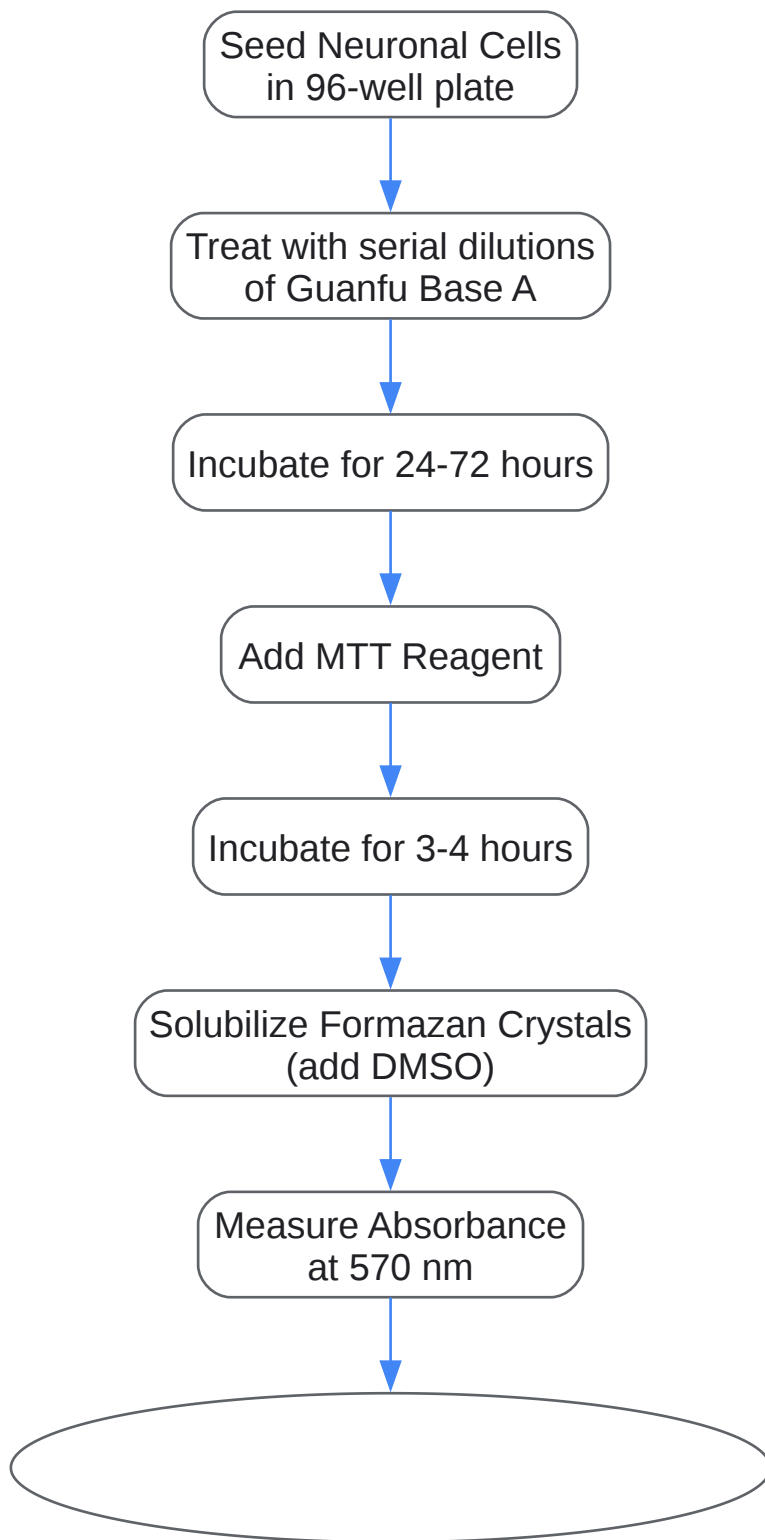 Seed Neuronal Cells
in 96-well plate
Treat with serial dilutions
of Guanfu Base A
Incubate for 24-72 hours
Add MTT Reagent
Incubate for 3-4 hours
Solubilize Formazan Crystals
(add DMSO)
Measure Absorbance
at 570 nm